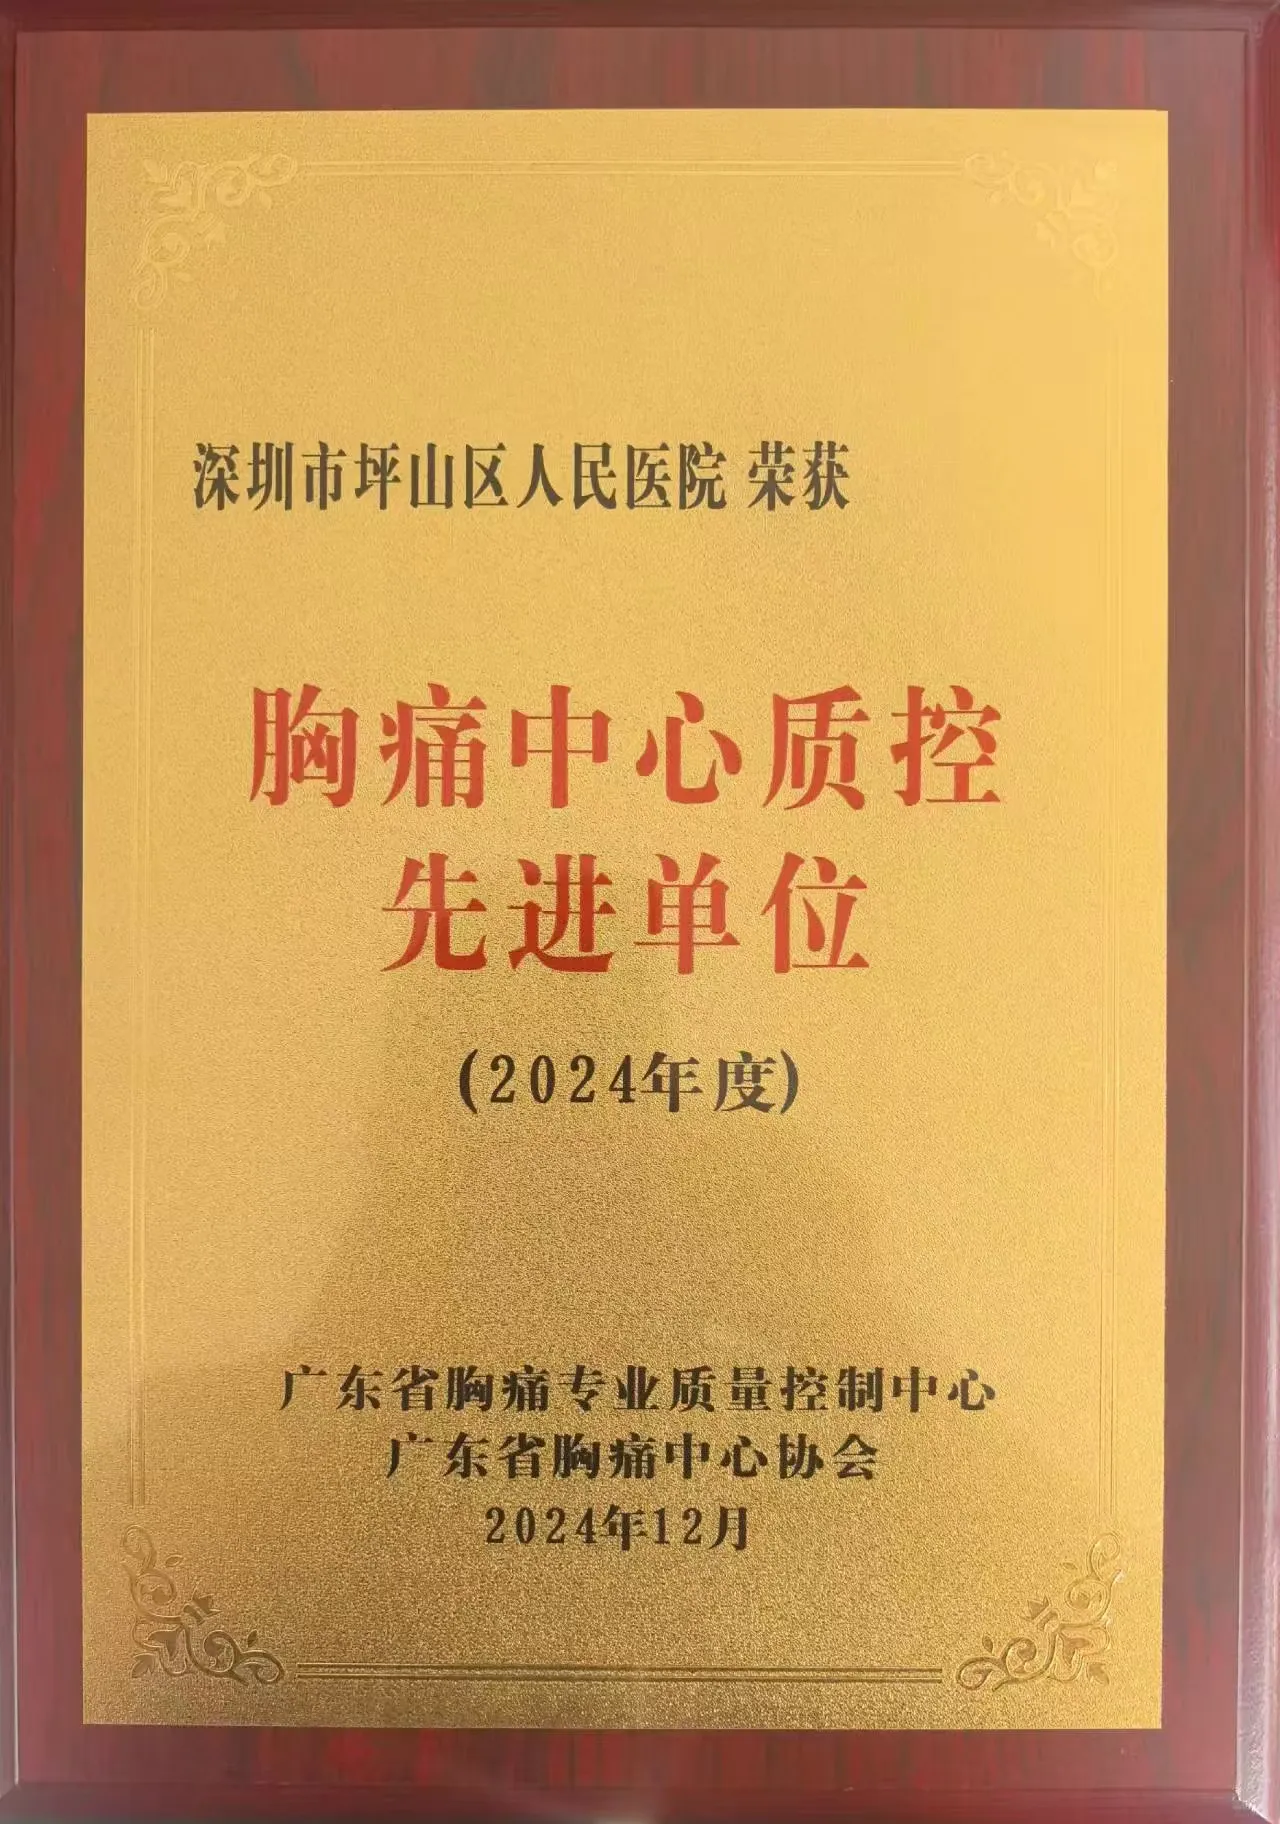 深圳市坪山区人民医院 荣获
胸痛中心质控
先进单位
(2024年度)
广东省胸痛专业质量控制中心
广东省胸痛中心协会
2024年12月